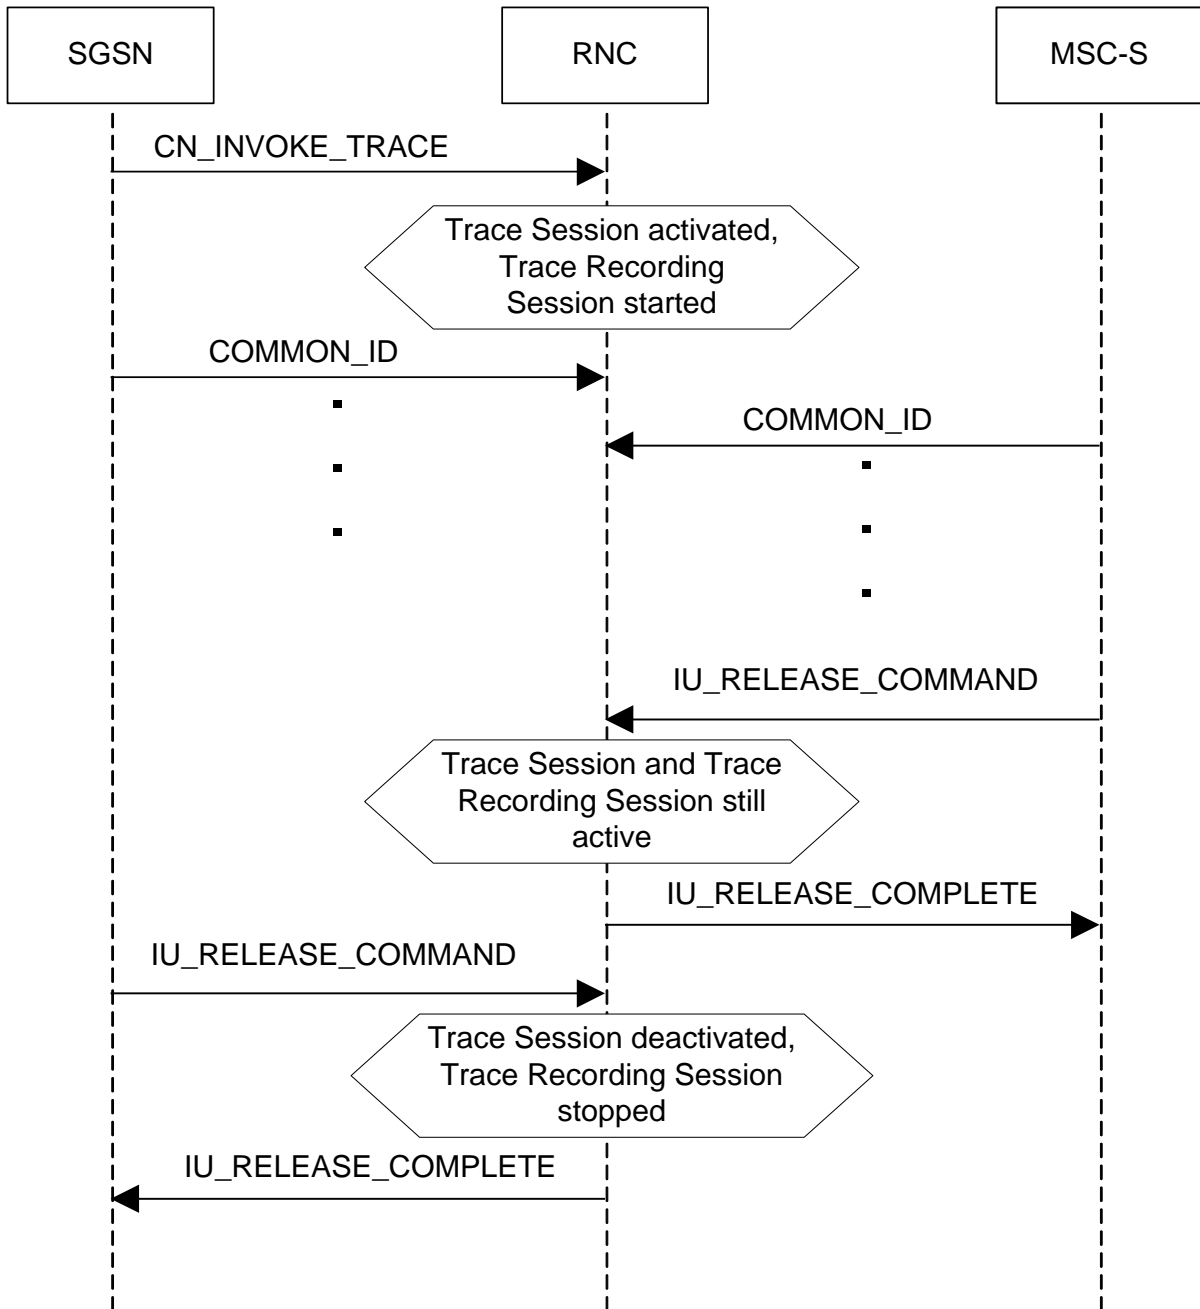 SGSN
RNC
MSC-S
CN_INVOKE_TRACE
Trace Session activated,
Trace Recording
Session started
COMMON_ID
COMMON_ID
IU_RELEASE_COMMAND
Trace Session and Trace
Recording Session still
active
IU_RELEASE_COMPLETE
IU_RELEASE_COMMAND
Trace Session deactivated,
Trace Recording Session
stopped
IU_RELEASE_COMPLETE